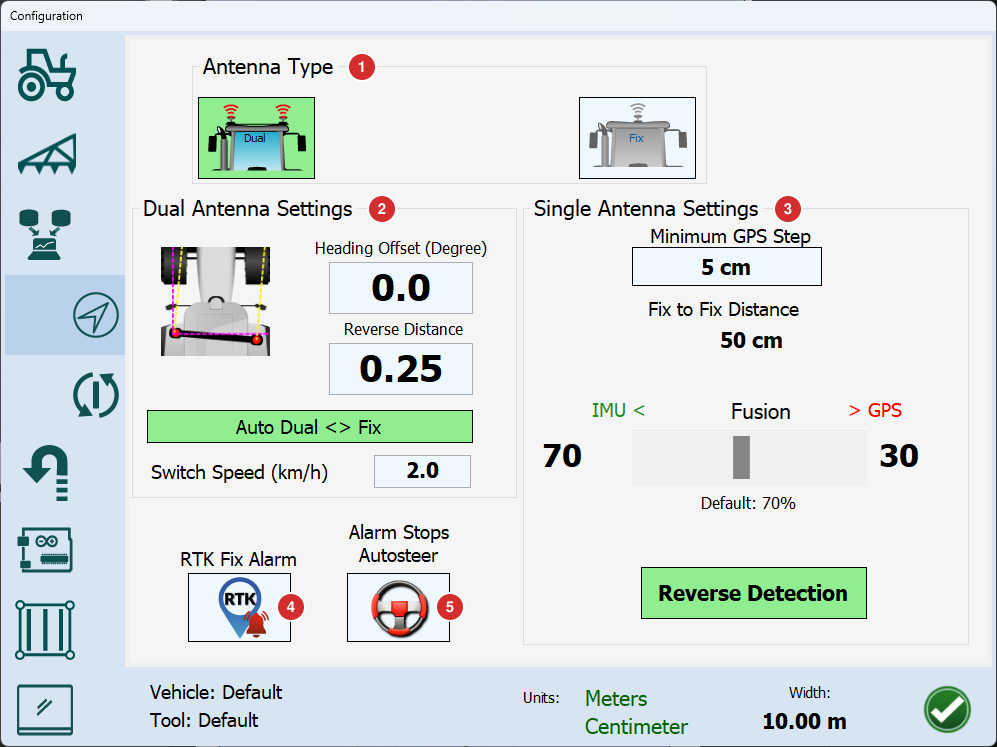 Configuration
Antenna Type 1
Dual
Fix
Dual Antenna Settings 2
Heading Offset (Degree)
0.0
Reverse Distance
0.25
Auto Dual <> Fix
Switch Speed (km/h) 2.0
Single Antenna Settings 3
Minimum GPS Step
5 cm
Fix to Fix Distance
50 cm
IMU < Fusion > GPS
70 30
Default: 70%
Reverse Detection
RTK Fix Alarm
RTK
4
Alarm Stops
Autosteer
5
Vehicle: Default
Tool: Default
Units: Meters
Centimeter
Width:
10.00 m